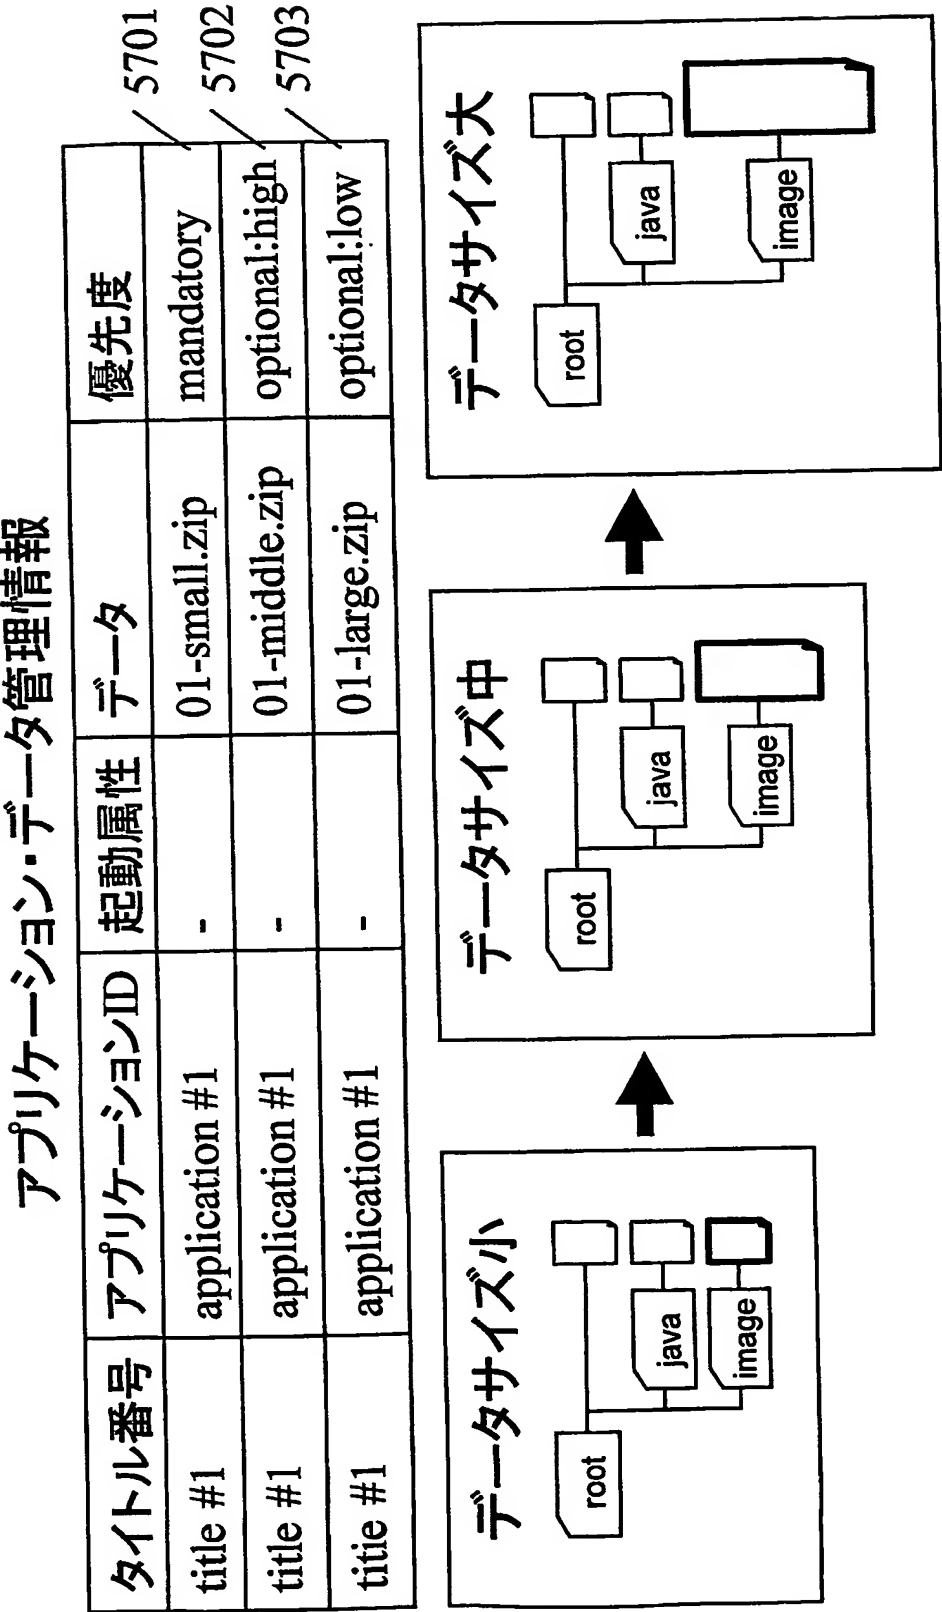 アプリケーション・データ管理情報
タイトル番号 アプリケーションID 起動属性 データ 優先度
title #1 application #1 - 01-small.zip mandatory 5701
title #1 application #1 - 01-middle.zip optional:high 5702
titie #1 application #1 - 01-large.zip optional:low 5703
データサイズ小
root
java
image
データサイズ中
root
java
image
データサイズ大
root
java
image